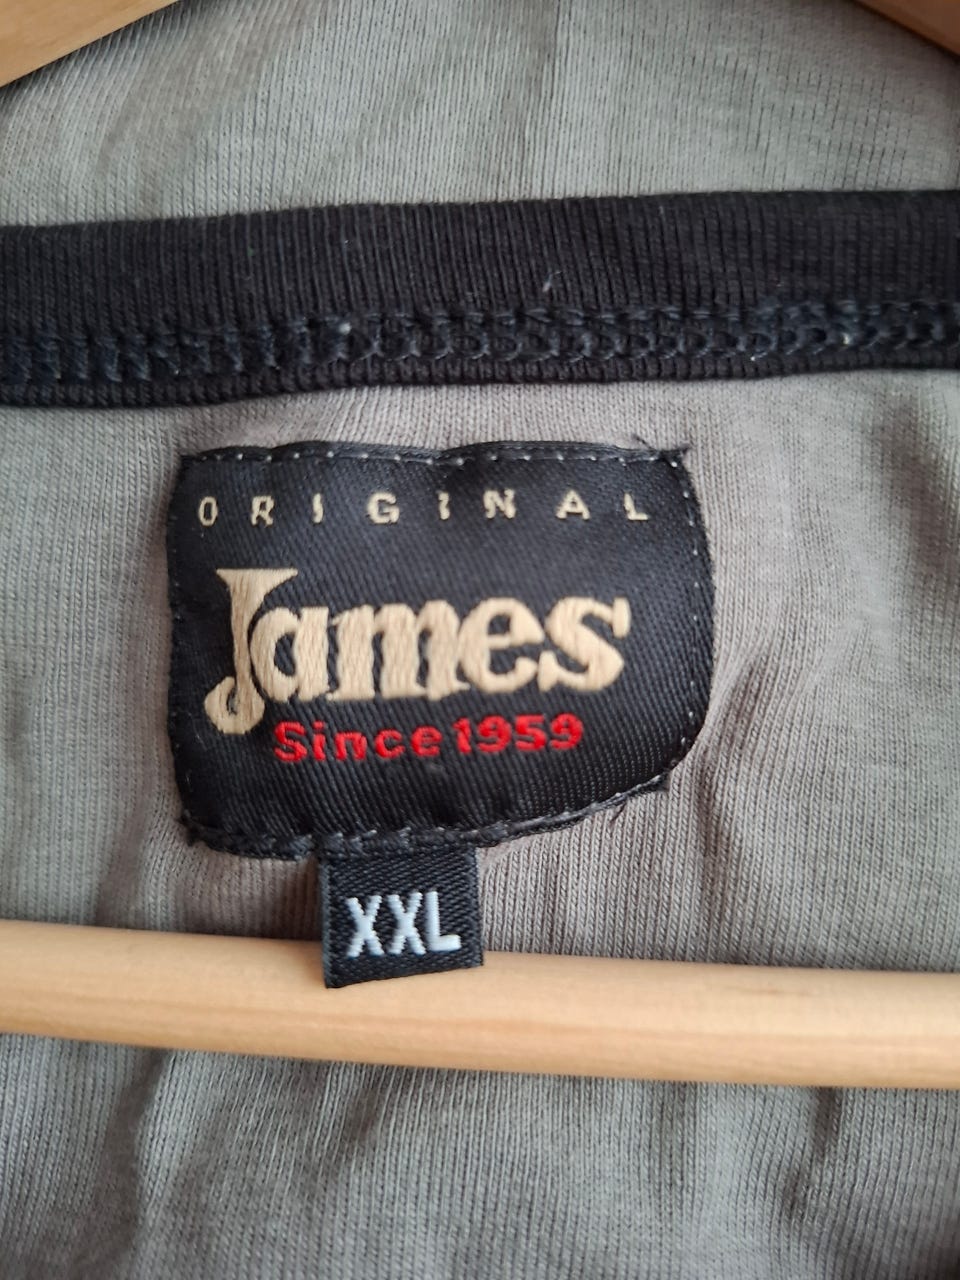 ORIGINAL
James
Since 1959
XXL